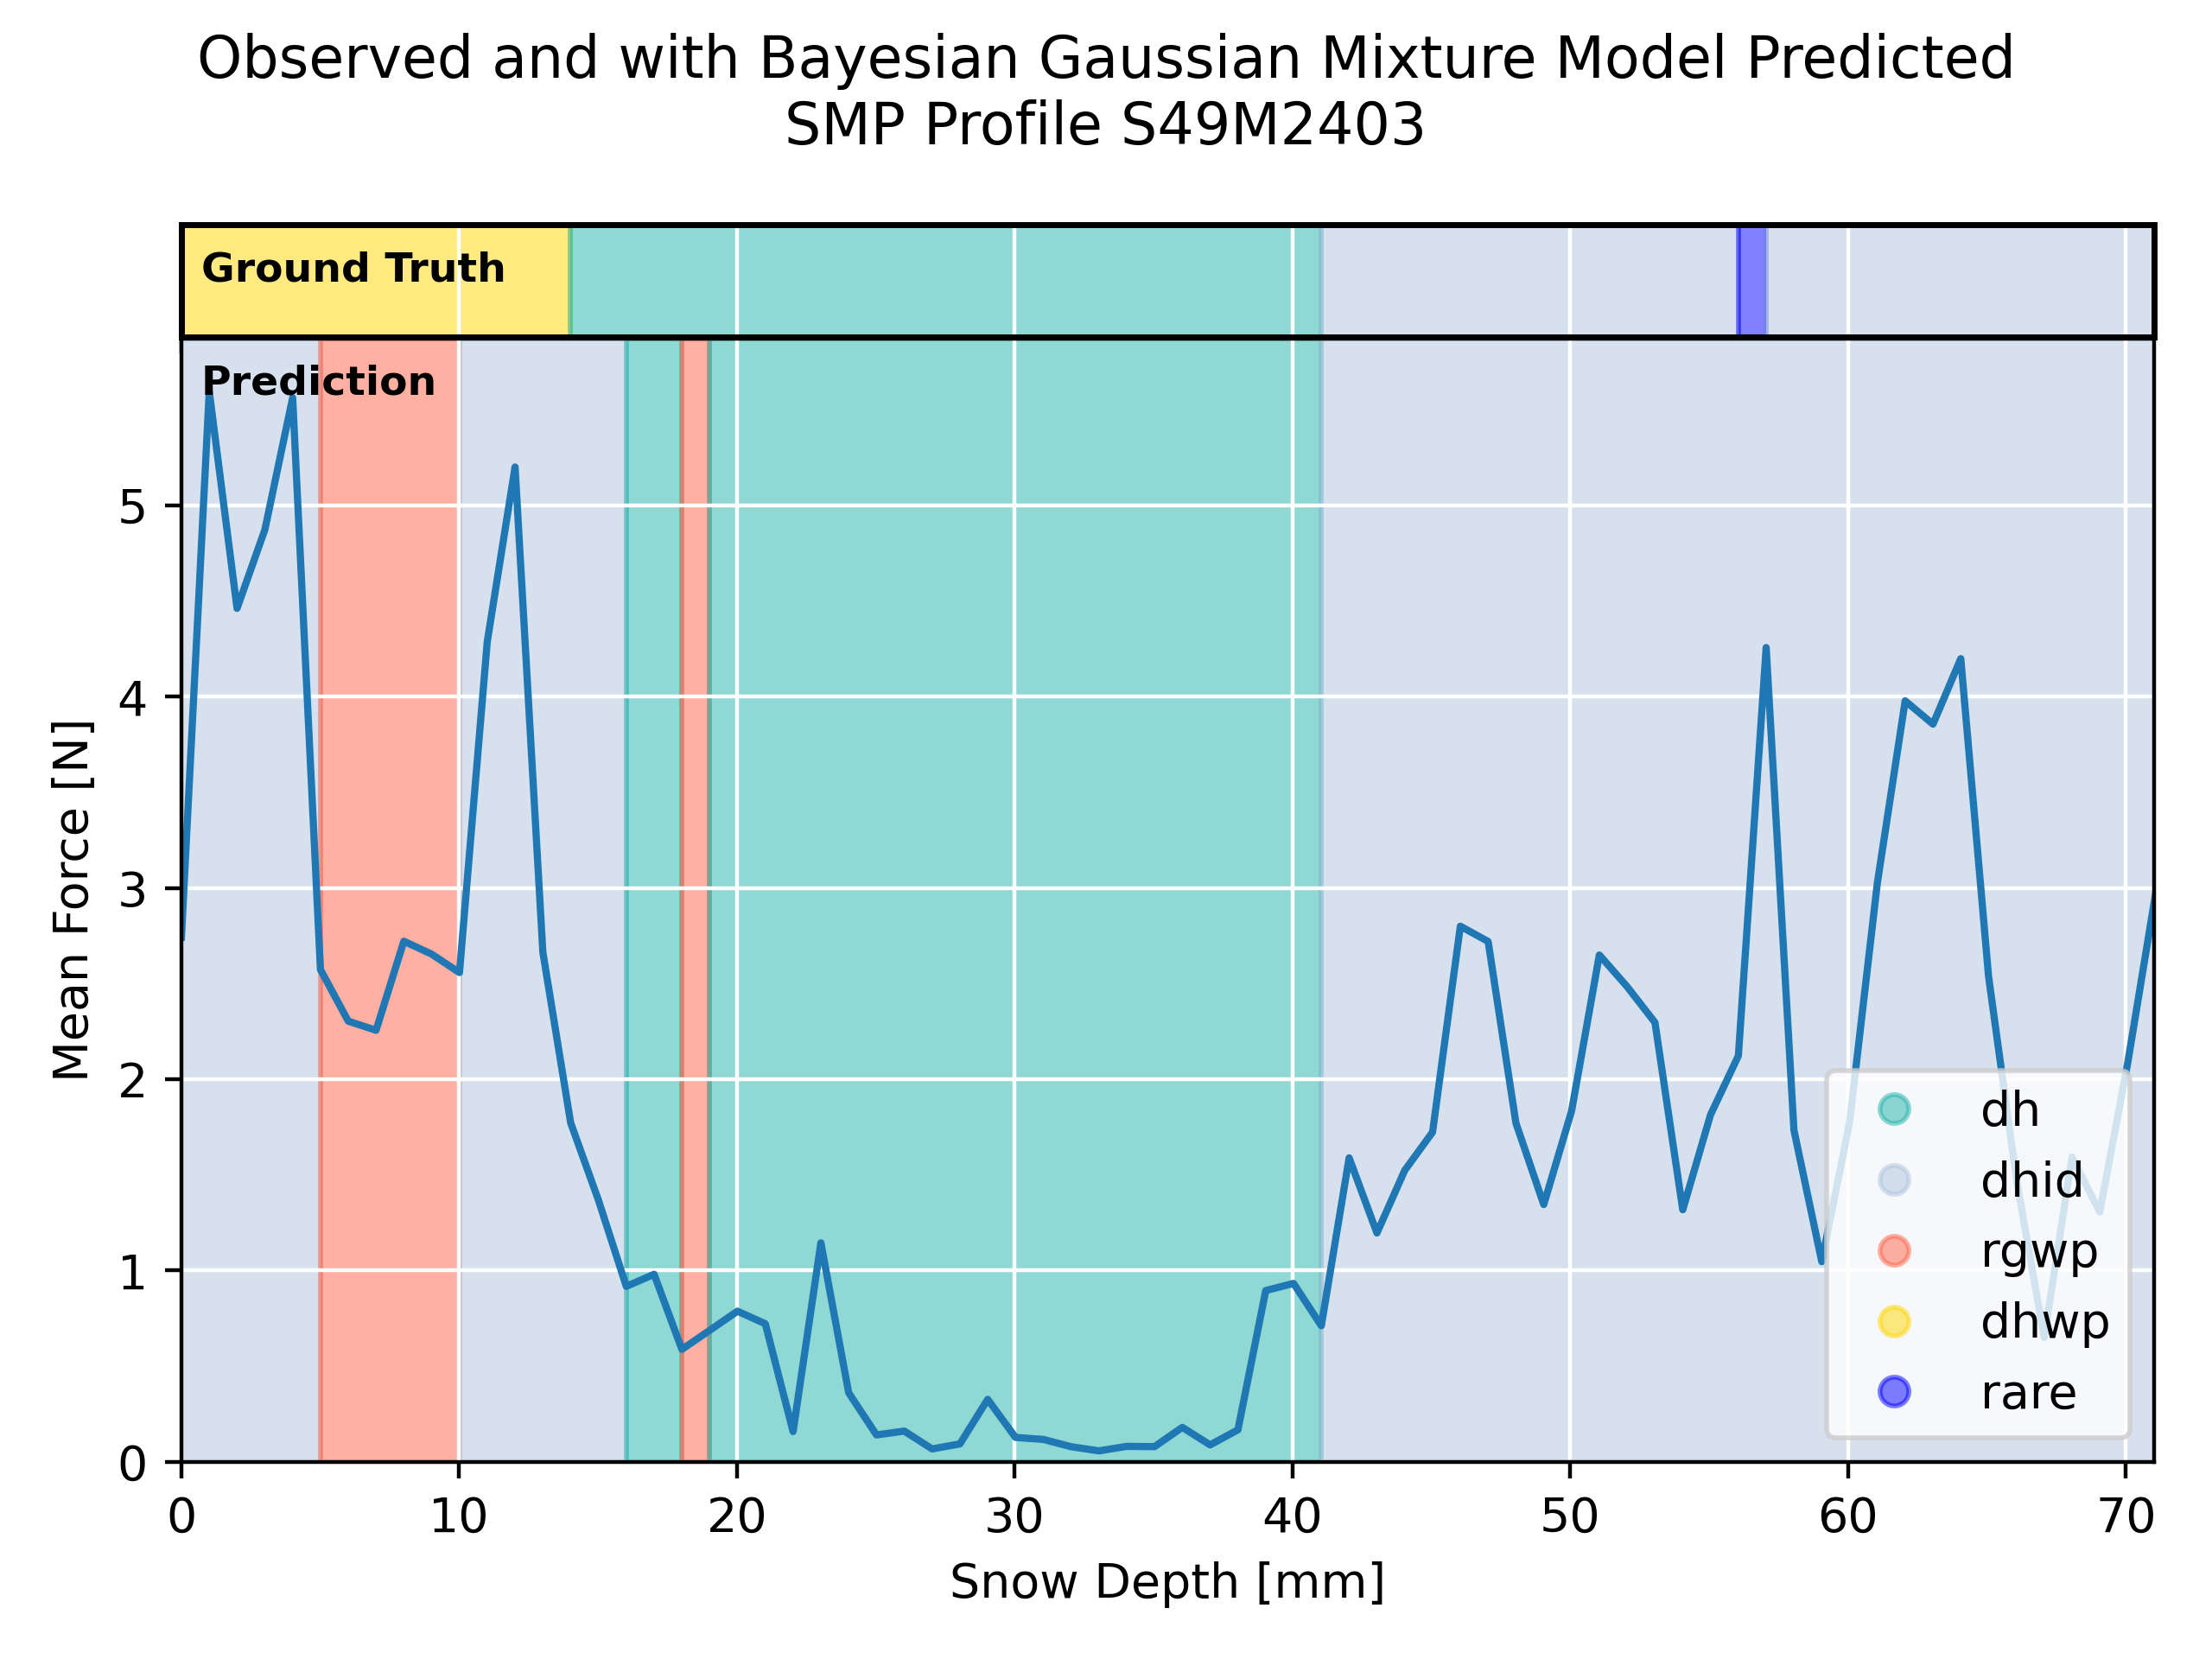 Observed and with Bayesian Gaussian Mixture Model Predicted
SMP Profile S49M2403
Ground Truth
Prediction
5
4
3
2
1
0
Mean Force [N]
dh
dhid
rgwp
dhwp
rare
0 10 20 30 40 50 60 70
Snow Depth [mm]